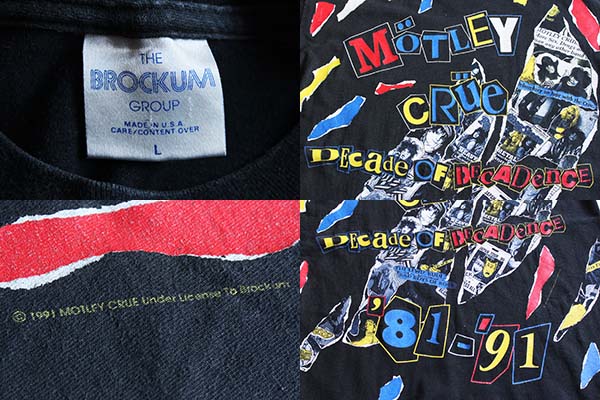 THE
BROCKUM
GROUP
MADE IN U.S.A.
CARE/CONTENT OVER
L
MÖTLEY
CRÜE
DECADE OF DECADENCE
© 1991 MOTLEY CRUE Under License To Brockum
DECADE OF DECADENCE
'81-'91